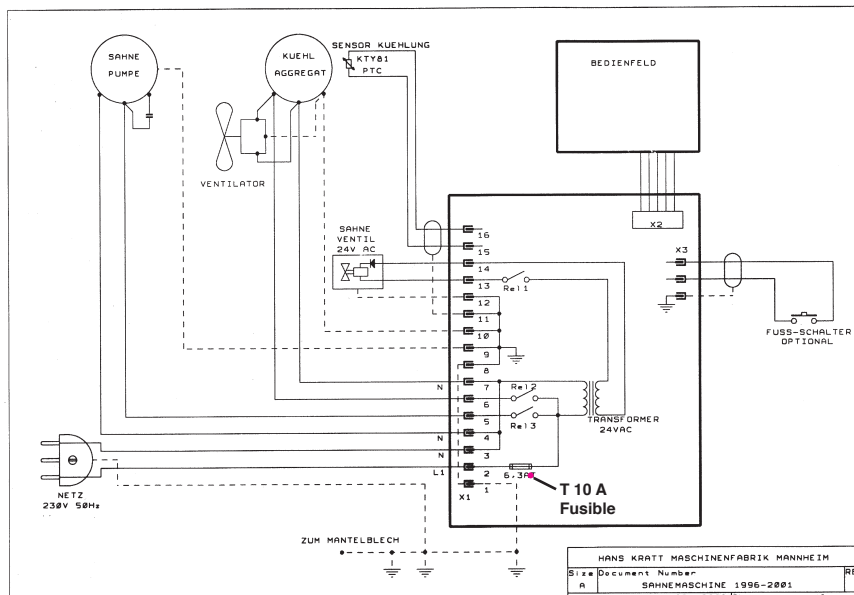 SENSOR KUEHLUNG
KTY81
PTC
SAHNE
PUMPE
KUEHL
AGGREGAT
BEDIENFELD
VENTILATOR
SAHNE
VENTIL
24V AC
X2
X3
16
15
14
13
Rel1
12
11
10
9
8
7
N
Rel2
6
5
Rel3
4
N
3
N
2
L1
6,3A
1
X1
TRANSFORMER
24VAC
FUSS-SCHALTER
OPTIONAL
T 10 A
Fusible
NETZ
230V 50Hz
ZUM MANTELBLECH
HANS KRATT MASCHINENFABRIK MANNHEIM
Size Document Number
A SAHNEMASCHINE 1996-2001